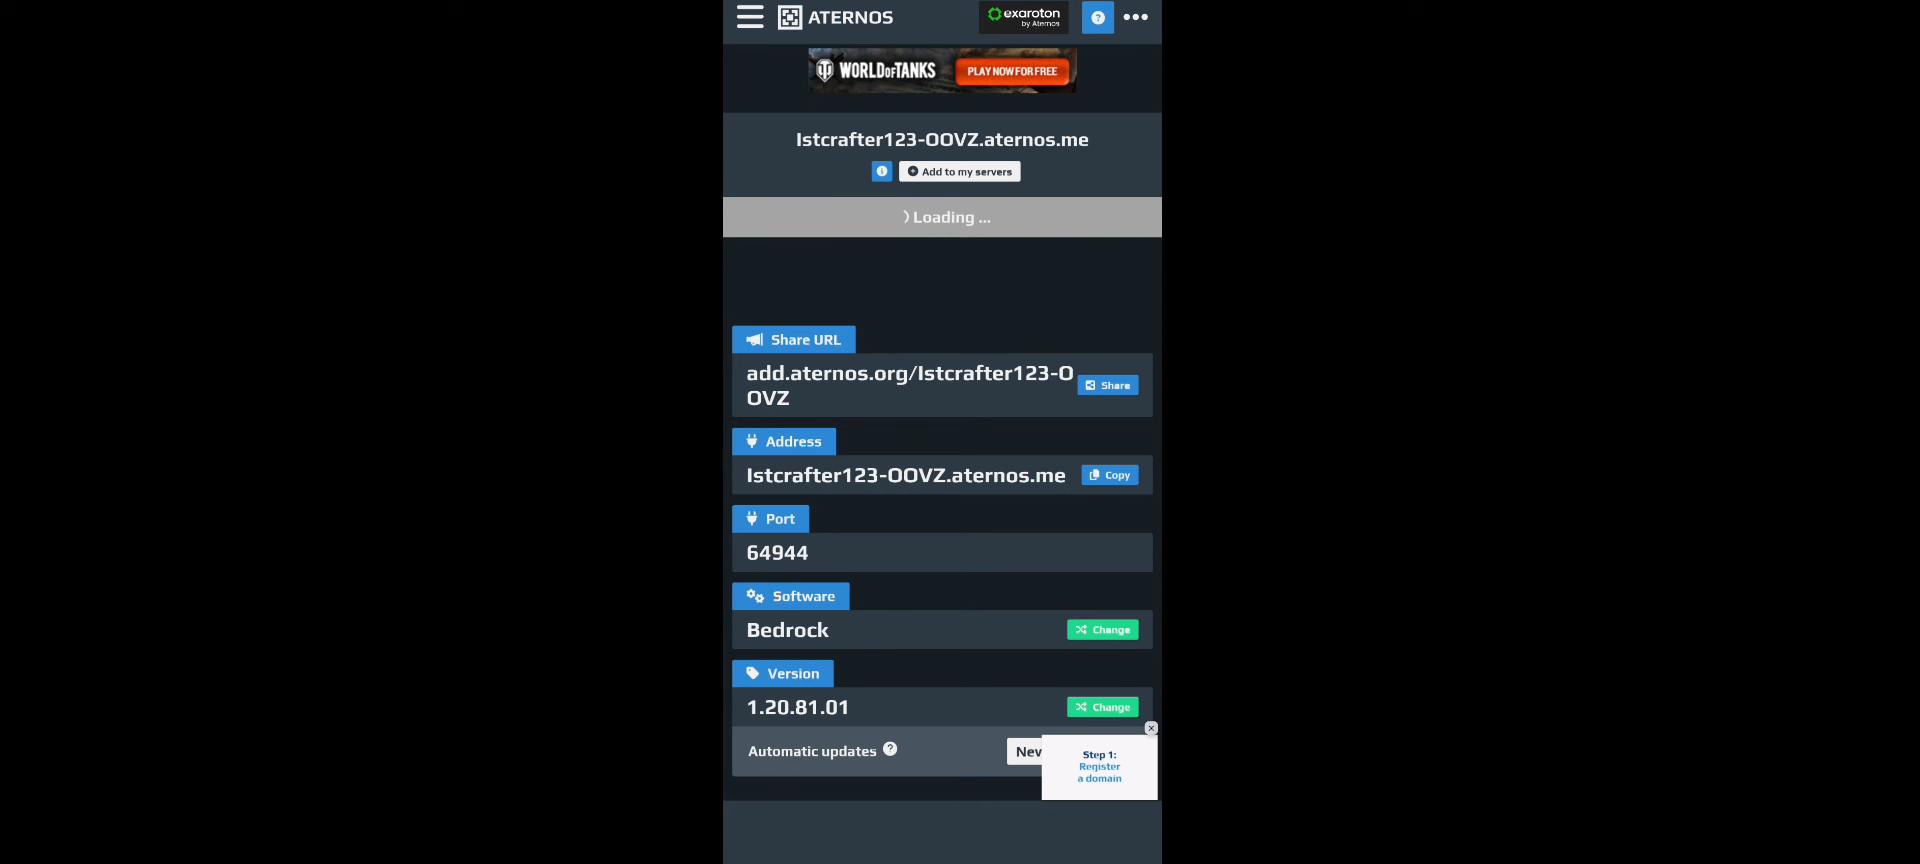 ATERNOS
exaroton
by Aternos
?
WORLD OF TANKS
PLAY NOW FOR FREE
Istcrafter123-OOVZ.aternos.me
Add to my servers
Loading ...
Share URL
add.aternos.org/Istcrafter123-O
OVZ
Share
Address
Istcrafter123-OOVZ.aternos.me
Copy
Port
64944
Software
Bedrock
Change
Version
1.20.81.01
Change
Automatic updates ?
Step 1:
Register
a domain